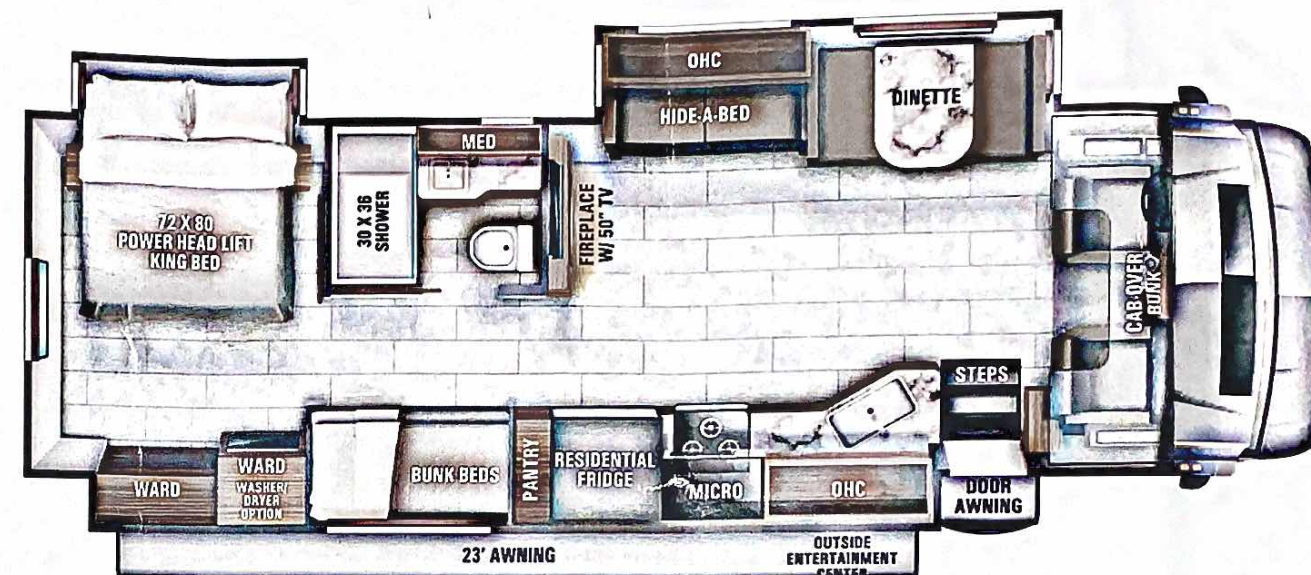 OHC
HIDE-A-BED
DINETTE
MED
30 X 36
SHOWER
FIREPLACE
W/ 50" TV
72 X 80
POWER HEAD LIFT
KING BED
CAB-OVER
BUNK
STEPS
WARD
WARD
WASHER/
DRYER
OPTION
BUNK BEDS
PANTRY
RESIDENTIAL
FRIDGE
MICRO
OHC
DOOR
AWNING
23' AWNING
OUTSIDE
ENTERTAINMENT
CENTER